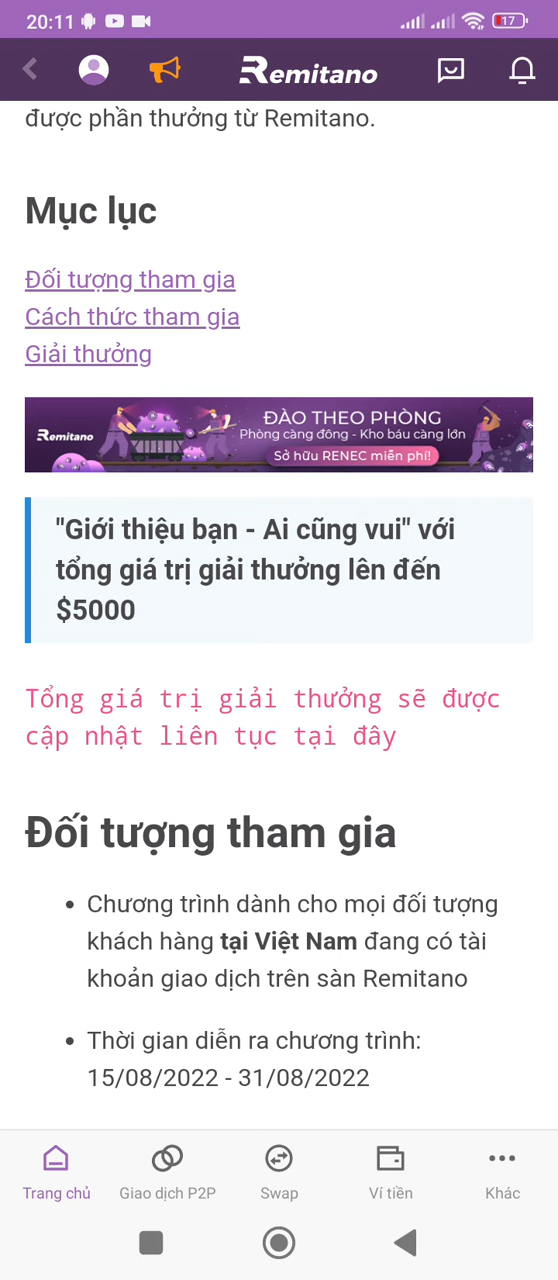 20:11
17
Remitano
được phần thưởng từ Remitano.
Mục lục
Đối tượng tham gia
Cách thức tham gia
Giải thưởng
Remitano
ĐÀO THEO PHÒNG
Phòng càng đông - Kho báu càng lớn
Sở hữu RENEC miễn phí!
"Giới thiệu bạn - Ai cũng vui" với
tổng giá trị giải thưởng lên đến
$5000
Tổng giá trị giải thưởng sẽ được
cập nhật liên tục tại đây
Đối tượng tham gia
• Chương trình dành cho mọi đối tượng
khách hàng tại Việt Nam đang có tài
khoản giao dịch trên sàn Remitano
• Thời gian diễn ra chương trình:
15/08/2022 - 31/08/2022
Trang chủ
Giao dịch P2P
Swap
Ví tiền
Khác